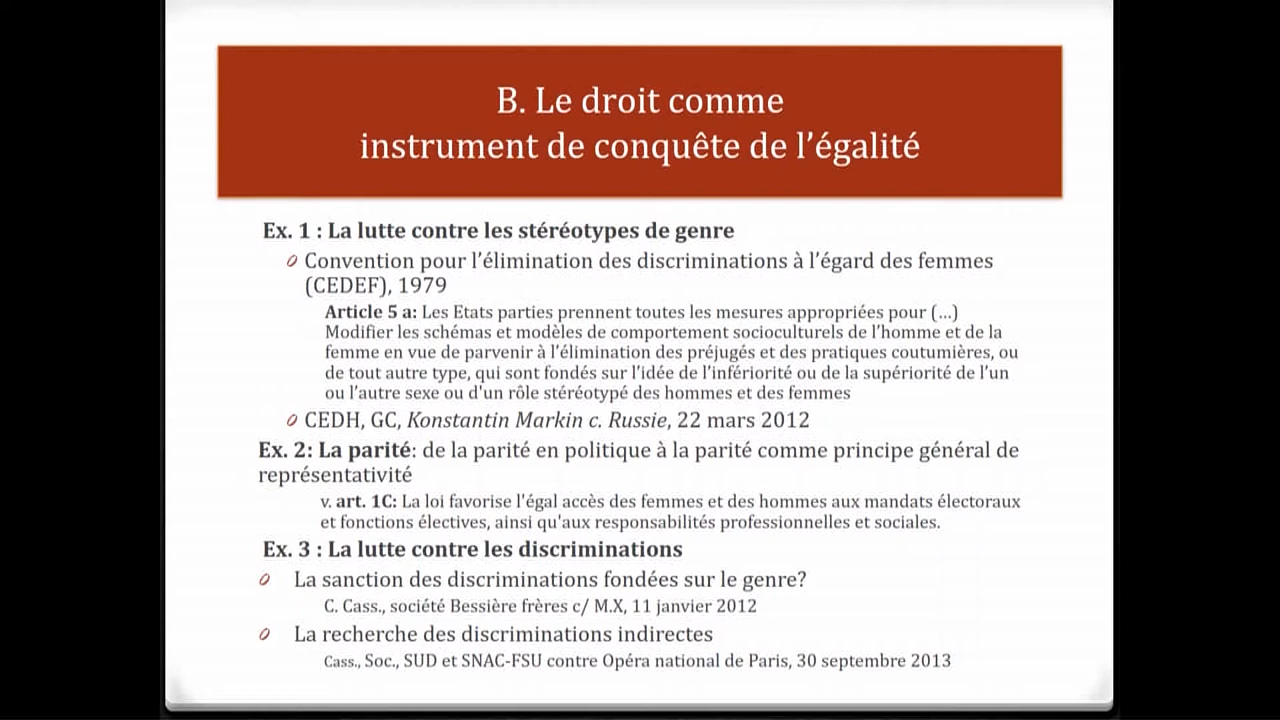 B. Le droit comme
instrument de conquête de l’égalité
Ex. 1 : La lutte contre les stéréotypes de genre
Convention pour l’élimination des discriminations à l’égard des femmes
(CEDEF), 1979
Article 5 a: Les Etats parties prennent toutes les mesures appropriées pour (…)
Modifier les schémas et modèles de comportement socioculturels de l’homme et de la
femme en vue de parvenir à l’élimination des préjugés et des pratiques coutumières, ou
de tout autre type, qui sont fondés sur l’idée de l’infériorité ou de la supériorité de l’un
ou l’autre sexe ou d'un rôle stéréotypé des hommes et des femmes
CEDH, GC, Konstantin Markin c. Russie, 22 mars 2012
Ex. 2: La parité: de la parité en politique à la parité comme principe général de
représentativité
v. art. 1C: La loi favorise l'égal accès des femmes et des hommes aux mandats électoraux
et fonctions électives, ainsi qu'aux responsabilités professionnelles et sociales.
Ex. 3 : La lutte contre les discriminations
La sanction des discriminations fondées sur le genre?
C. Cass., société Bessière frères c/ M.X, 11 janvier 2012
La recherche des discriminations indirectes
Cass., Soc., SUD et SNAC-FSU contre Opéra national de Paris, 30 septembre 2013